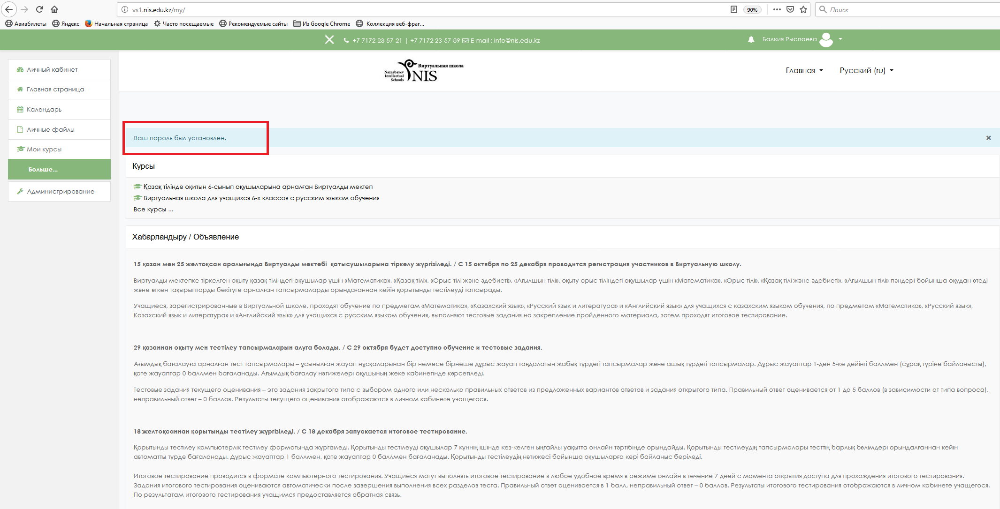 vs1.nis.edu.kz/my/
90%
Поиск
Авиабилеты Яндекс Начальная страница Часто посещаемые Рекомендуемые сайты Из Google Chrome Коллекция веб-фраг...
+7 7172 23-57-21 | +7 7172 23-57-89 E-mail : info@nis.edu.kz
Балкия Рыспаева
Личный кабинет
Главная страница
Календарь
Личные файлы
Мои курсы
Больше...
Администрирование
Nazarbayev
Intellectual
Schools
NIS
Виртуальная школа
Главная
Русский (ru)
Ваш пароль был установлен.
Курсы
Қазақ тілінде оқитын 6-сынып оқушыларына арналған Виртуалды мектеп
Виртуальная школа для учащихся 6-х классов с русским языком обучения
Все курсы ...
Хабарландыру / Объявление
15 қазан мен 25 желтоқсан аралығында Виртуалды мектебі қатысушыларына тіркелу жүргізіледі. / С 15 октября по 25 декабря проводится регистрация участников в Виртуальную школу.
Виртуалды мектепке тіркелген оқыту қазақ тіліндегі оқушылар үшін «Математика», «Қазақ тілі», «Орыс тілі және әдебиеті», «Ағылшын тілі», оқыту орыс тіліндегі оқушылар үшін «Математика», «Орыс тілі», «Қазақ тілі және әдебиеті», «Ағылшын тілі» пәндері бойынша оқудан өтеді
және өткен тақырыптарды бекітуге арналған тапсырмаларды орындағаннан кейін қорытынды тестілеуді тапсырады.
Учащиеся, зарегистрированные в Виртуальной школе, проходят обучение по предметам «Математика», «Казахский язык», «Русский язык и литература» и «Английский язык» для учащихся с казахским языком обучения, по предметам «Математика», «Русский язык»,
Казахский язык и литература» и «Английский язык» для учащихся с русским языком обучения, выполняют тестовые задания на закрепление пройденного материала, затем проходят итоговое тестирование.
29 қазаннан оқыту мен тестілеу тапсырмаларын алуға болады. / С 29 октября будет доступно обучение и тестовые задания.
Ағымдық бағалауға арналған тест тапсырмалары – ұсынылған жауап нұсқаларынан бір немесе бірнеше дұрыс жауап таңдалатын жабық түрдегі тапсырмалар және ашық түрдегі тапсырмалар. Дұрыс жауаптар 1-ден 5-ке дейінгі баллмен (сұрақ түріне байланысты),
қате жауаптар 0 баллмен бағаланады. Ағымдық бағалау нәтижелері оқушының жеке кабинетінде көрсетіледі.
Тестовые задания текущего оценивания – это задания закрытого типа с выбором одного или несколько правильных ответов из предложенных вариантов ответов и задания открытого типа. Правильный ответ оценивается от 1 до 5 баллов (в зависимости от типа вопроса),
неправильный ответ – 0 баллов. Результаты текущего оценивания отображаются в личном кабинете учащегося.
18 желтоқсаннан қорытынды тестілеу жүргізіледі. / С 18 декабря запускается итоговое тестирование.
Қорытынды тестілеу компьютерлік тестілеу форматында жүргізіледі. Қорытынды тестілеуді оқушылар 7 күннің ішінде кез-келген ыңғайлы уақытта онлайн тәртібінде орындайды. Қорытынды тестілеудің тапсырмалары тесттің барлық бөлімдері орындалғаннан кейін
автоматты түрде бағаланады. Дұрыс жауаптар 1 баллмен, қате жауаптар 0 баллмен бағаланады. Қорытынды тестілеудің нәтижесі бойынша оқушыларға кері байланыс беріледі.
Итоговое тестирование проводится в формате компьютерного тестирования. Учащиеся могут выполнять итоговое тестирование в любое удобное время в режиме онлайн в течение 7 дней с момента открытия доступа для прохождения итогового тестирования.
Задания итогового тестирования оцениваются автоматически после завершения выполнения всех разделов теста. Правильный ответ оценивается в 1 балл, неправильный ответ – 0 баллов. Результаты итогового тестирования отображаются в личном кабинете учащегося.
По результатам итогового тестирования учащимся предоставляется обратная связь.